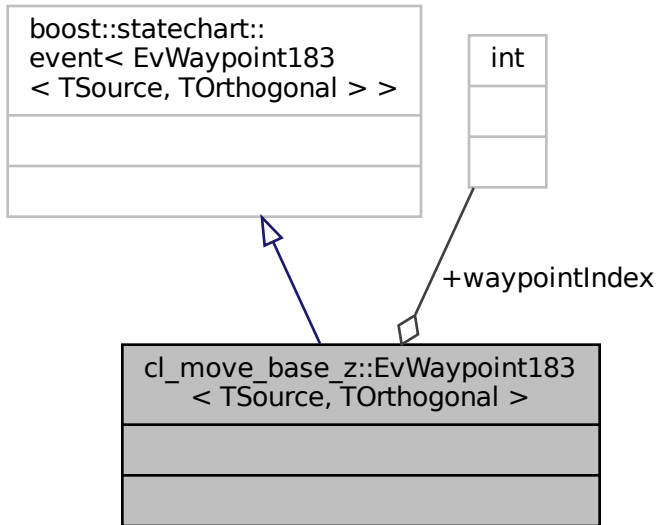 boost::statechart::
event< EvWaypoint183
< TSource, TOrthogonal > >
int
+waypointIndex
cl_move_base_z::EvWaypoint183
< TSource, TOrthogonal >